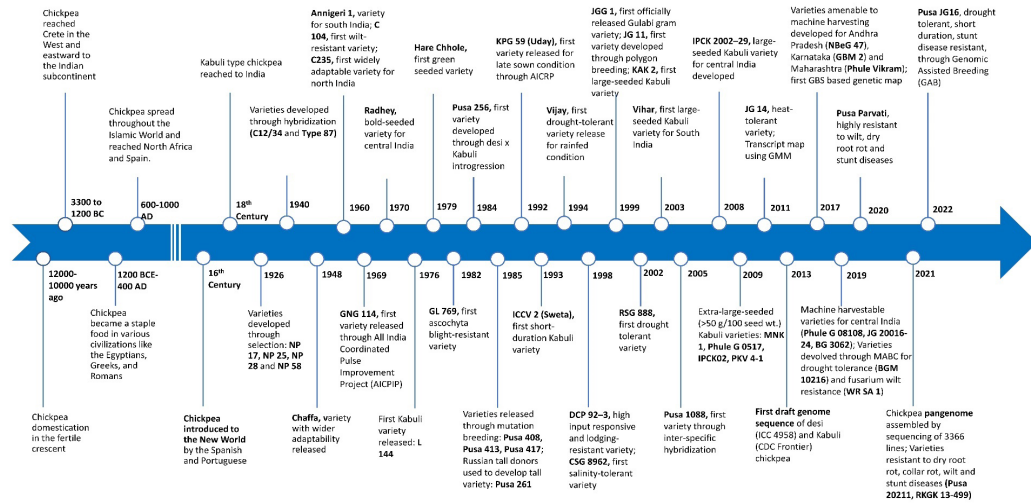 Chickpea
reached
Crete in the
West and
eastward to
the Indian
subcontinent
Chickpea spread
throughout the
Islamic World and
reached North Africa
and Spain.
Kabuli type chickpea
reached to India
Varieties developed
through hybridization
(C12/34 and Type 87)
Annigeri 1, variety
for south India; C
104, first wilt-
resistant variety;
C235, first widely
adaptable variety for
north India
Radhey,
bold-seeded
variety for
central India
Hare Chhole,
first green
seeded variety
Pusa 256, first
variety
developed
through desi x
Kabuli
introgression
KPG 59 (Uday), first
variety released for
late sown condition
through AICRP
Vijay, first
drought-tolerant
variety release
for rainfed
condition
JGG 1, first officially
released Gulabi gram
variety; JG 11, first
variety developed
through polygon
breeding; KAK 2, first
large-seeded Kabuli
variety
Vihar, first large-
seeded Kabuli
variety for South
India
IPCK 2002–29, large-
seeded Kabuli variety
for central India
developed
JG 14, heat-
tolerant
variety;
Transcript map
using GMM
Varieties amenable to
machine harvesting
developed for Andhra
Pradesh (NBeG 47),
Karnataka (GBM 2) and
Maharashtra (Phule Vikram);
first GBS based genetic map
Pusa Parvati,
highly resistant
to wilt, dry
root rot and
stunt diseases
Pusa JG16, drought
tolerant, short
duration, stunt
disease resistant,
through Genomic
Assisted Breeding
(GAB)
3300 to
1200 BC
600-1000
AD
18th
Century
1940
1960
1970
1979
1984
1992
1994
1999
2003
2008
2011
2017
2020
2022
12000-
10000 years
ago
1200 BCE-
400 AD
16th
Century
1926
1948
1969
1976
1982
1985
1993
1998
2002
2005
2009
2013
2019
2021
Chickpea
domestication
in the fertile
crescent
Chickpea
became a staple
food in various
civilizations like
the Egyptians,
Greeks, and
Romans
Chickpea
introduced to
the New World
by the Spanish
and Portuguese
Varieties
developed
through
selection: NP
17, NP 25, NP
28 and NP 58
Chaffa, variety
with wider
adaptability
released
GNG 114, first
variety released
through All India
Coordinated
Pulse
Improvement
Project (AICPIP)
First Kabuli
variety
released: L
144
GL 769, first
ascochyta
blight-resistant
variety
Varieties released
through mutation
breeding: Pusa 408,
Pusa 413, Pusa 417;
Russian tall donors
used to develop tall
variety: Pusa 261
ICCV 2 (Sweta),
first short-
duration Kabuli
variety
DCP 92–3, high
input responsive
and lodging-
resistant variety;
CSG 8962, first
salinity-tolerant
variety
RSG 888,
first drought
tolerant
variety
Pusa 1088, first
variety through
inter-specific
hybridization
Extra-large-seeded
(>50 g/100 seed wt.)
Kabuli varieties: MNK
1, Phule G 0517,
IPCK02, PKV 4-1
First draft genome
sequence of desi
(ICC 4958) and Kabuli
(CDC Frontier)
chickpea
Machine harvestable
varieties for central India
(Phule G 08108, JG 20016-
24, BG 3062); Varieties
devolved through MABC for
drought tolerance (BGM
10216) and fusarium wilt
resistance (WR SA 1)
Chickpea pangenome
assembled by
sequencing of 3366
lines; Varieties
resistant to dry root
rot, collar rot, wilt and
stunt diseases (Pusa
20211, RKGK 13-499)